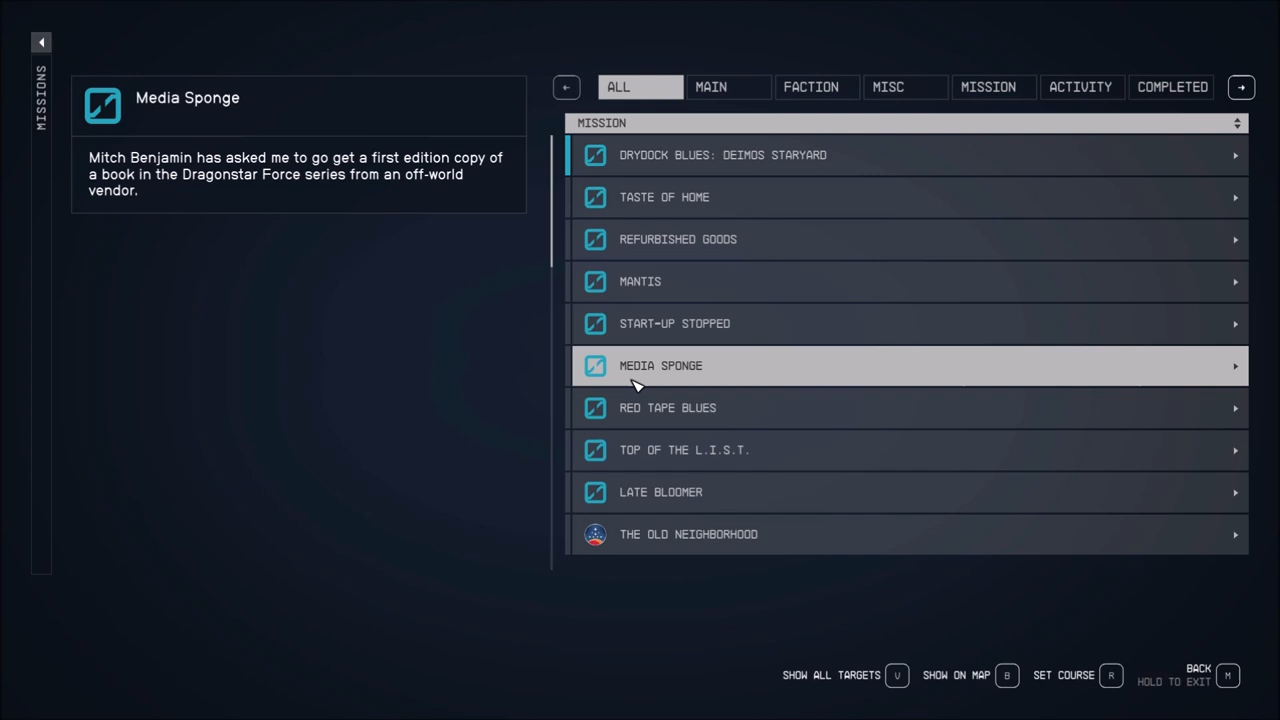 MISSIONS
Media Sponge
Mitch Benjamin has asked me to go get a first edition copy of
a book in the Dragonstar Force series from an off-world
vendor.
ALL MAIN FACTION MISC MISSION ACTIVITY COMPLETED
MISSION
DRYDOCK BLUES: DEIMOS STARYARD
TASTE OF HOME
REFURBISHED GOODS
MANTIS
START-UP STOPPED
MEDIA SPONGE
RED TAPE BLUES
TOP OF THE L.I.S.T.
LATE BLOOMER
THE OLD NEIGHBORHOOD
SHOW ALL TARGETS V SHOW ON MAP B SET COURSE R BACK M
HOLD TO EXIT